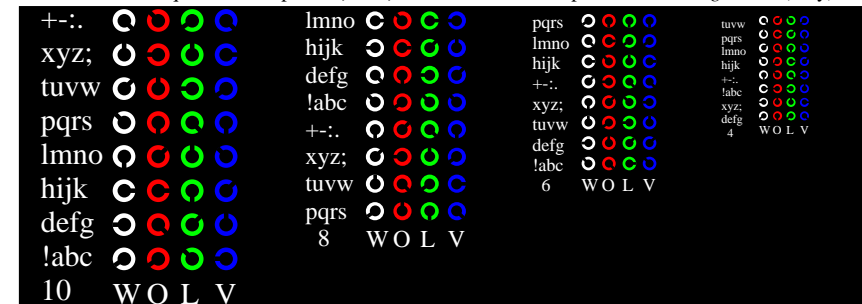 +-:.
xyz;
tuvw
pqrs
lmno
hijk
defg
!abc
10 W O L V
lmno
hijk
defg
!abc
+-:.
xyz;
tuvw
pqrs
8 W O L V
pqrs
lmno
hijk
+-:.
xyz;
tuvw
defg
!abc
6 W O L V
tuvw
pqrs
lmno
hijk
+-:.
!abc
xyz;
defg
4 W O L V